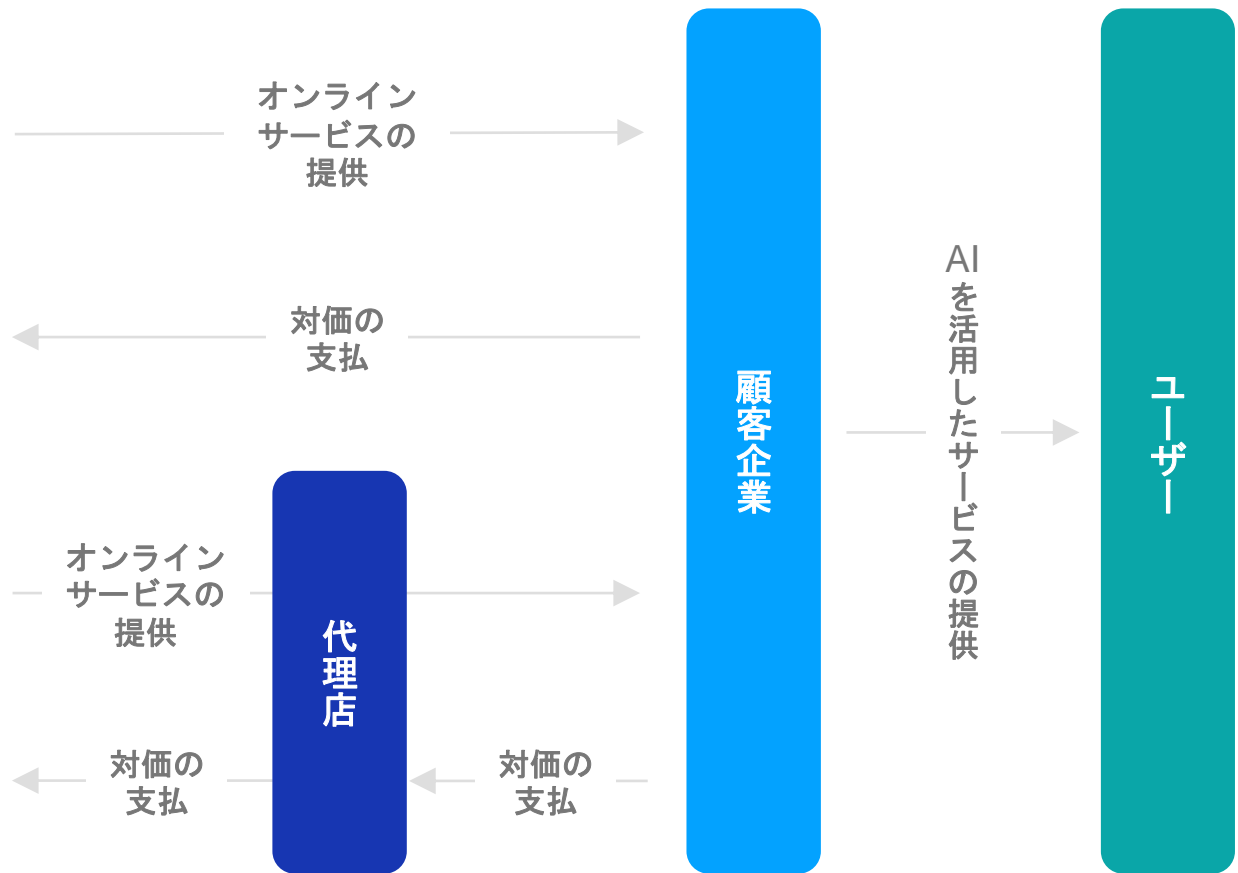 オンライン
サービスの
提供
対価の
支払
オンライン
サービスの
提供
代理店
対価の
支払
対価の
支払
顧客企業
AIを活用したサービスの提供
ユーザー